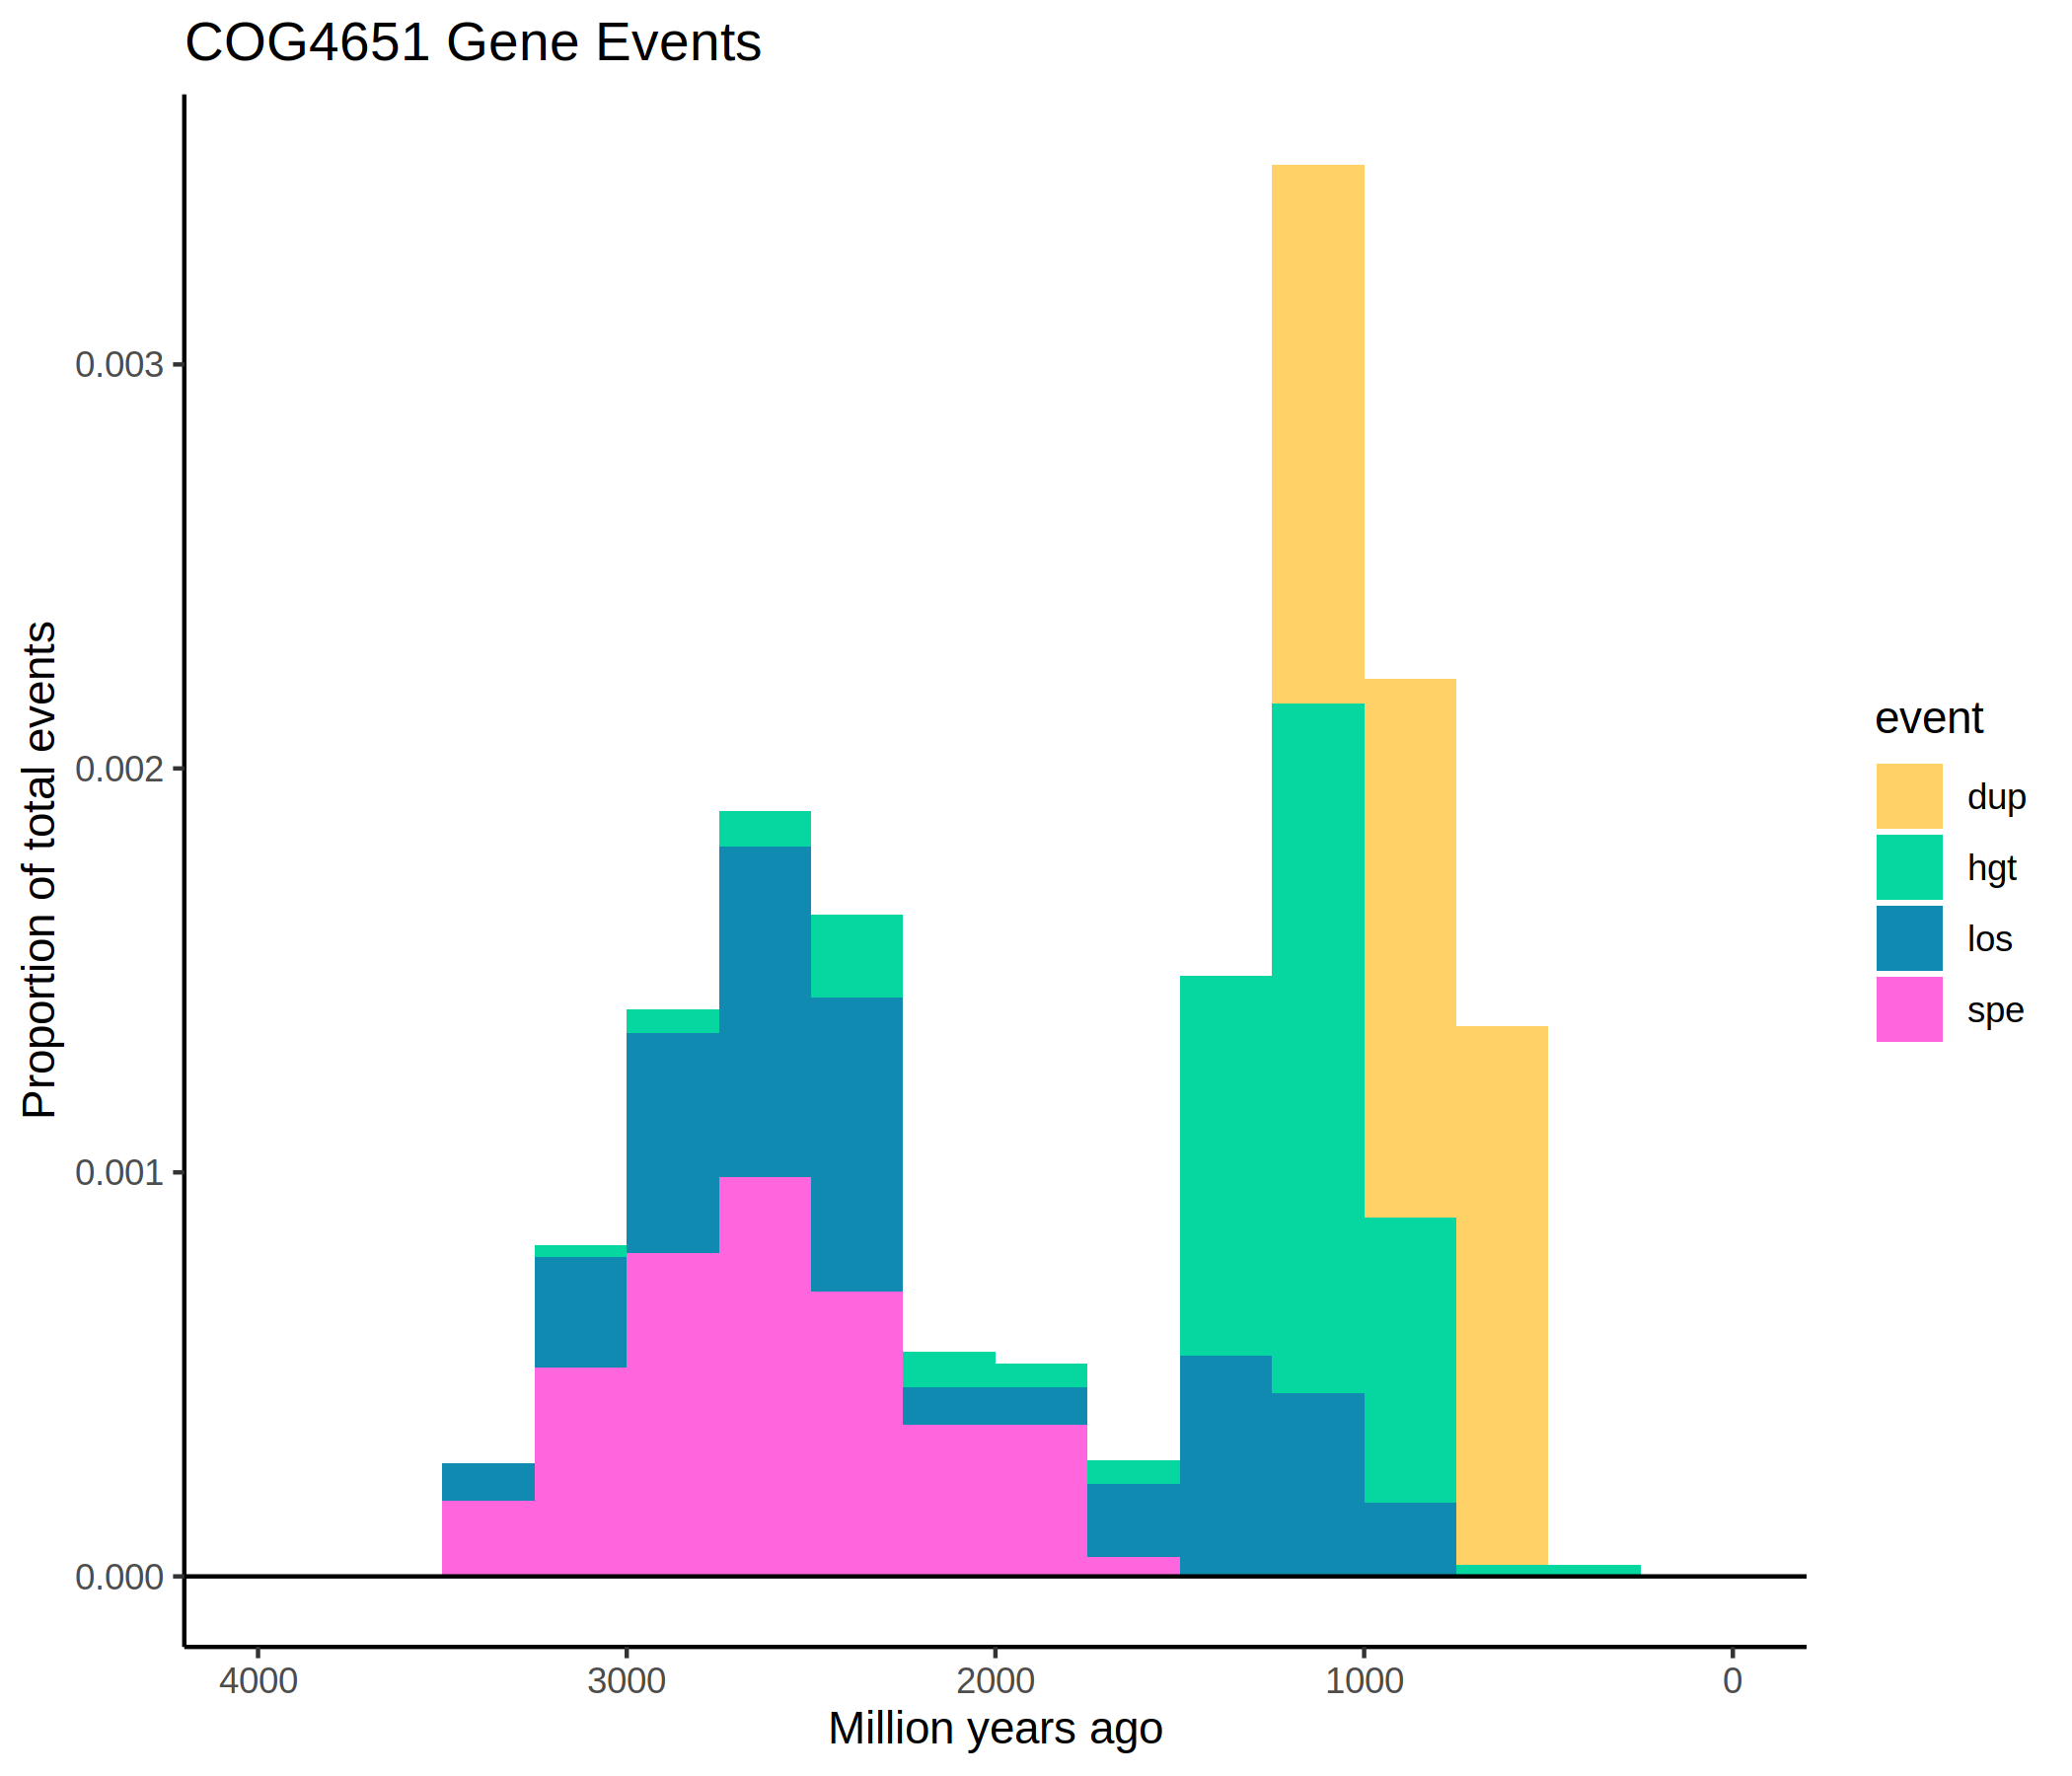 COG4651 Gene Events
Proportion of total events
0.003
0.002
0.001
0.000
4000 3000 2000 1000 0
Million years ago
event
dup
hgt
los
spe